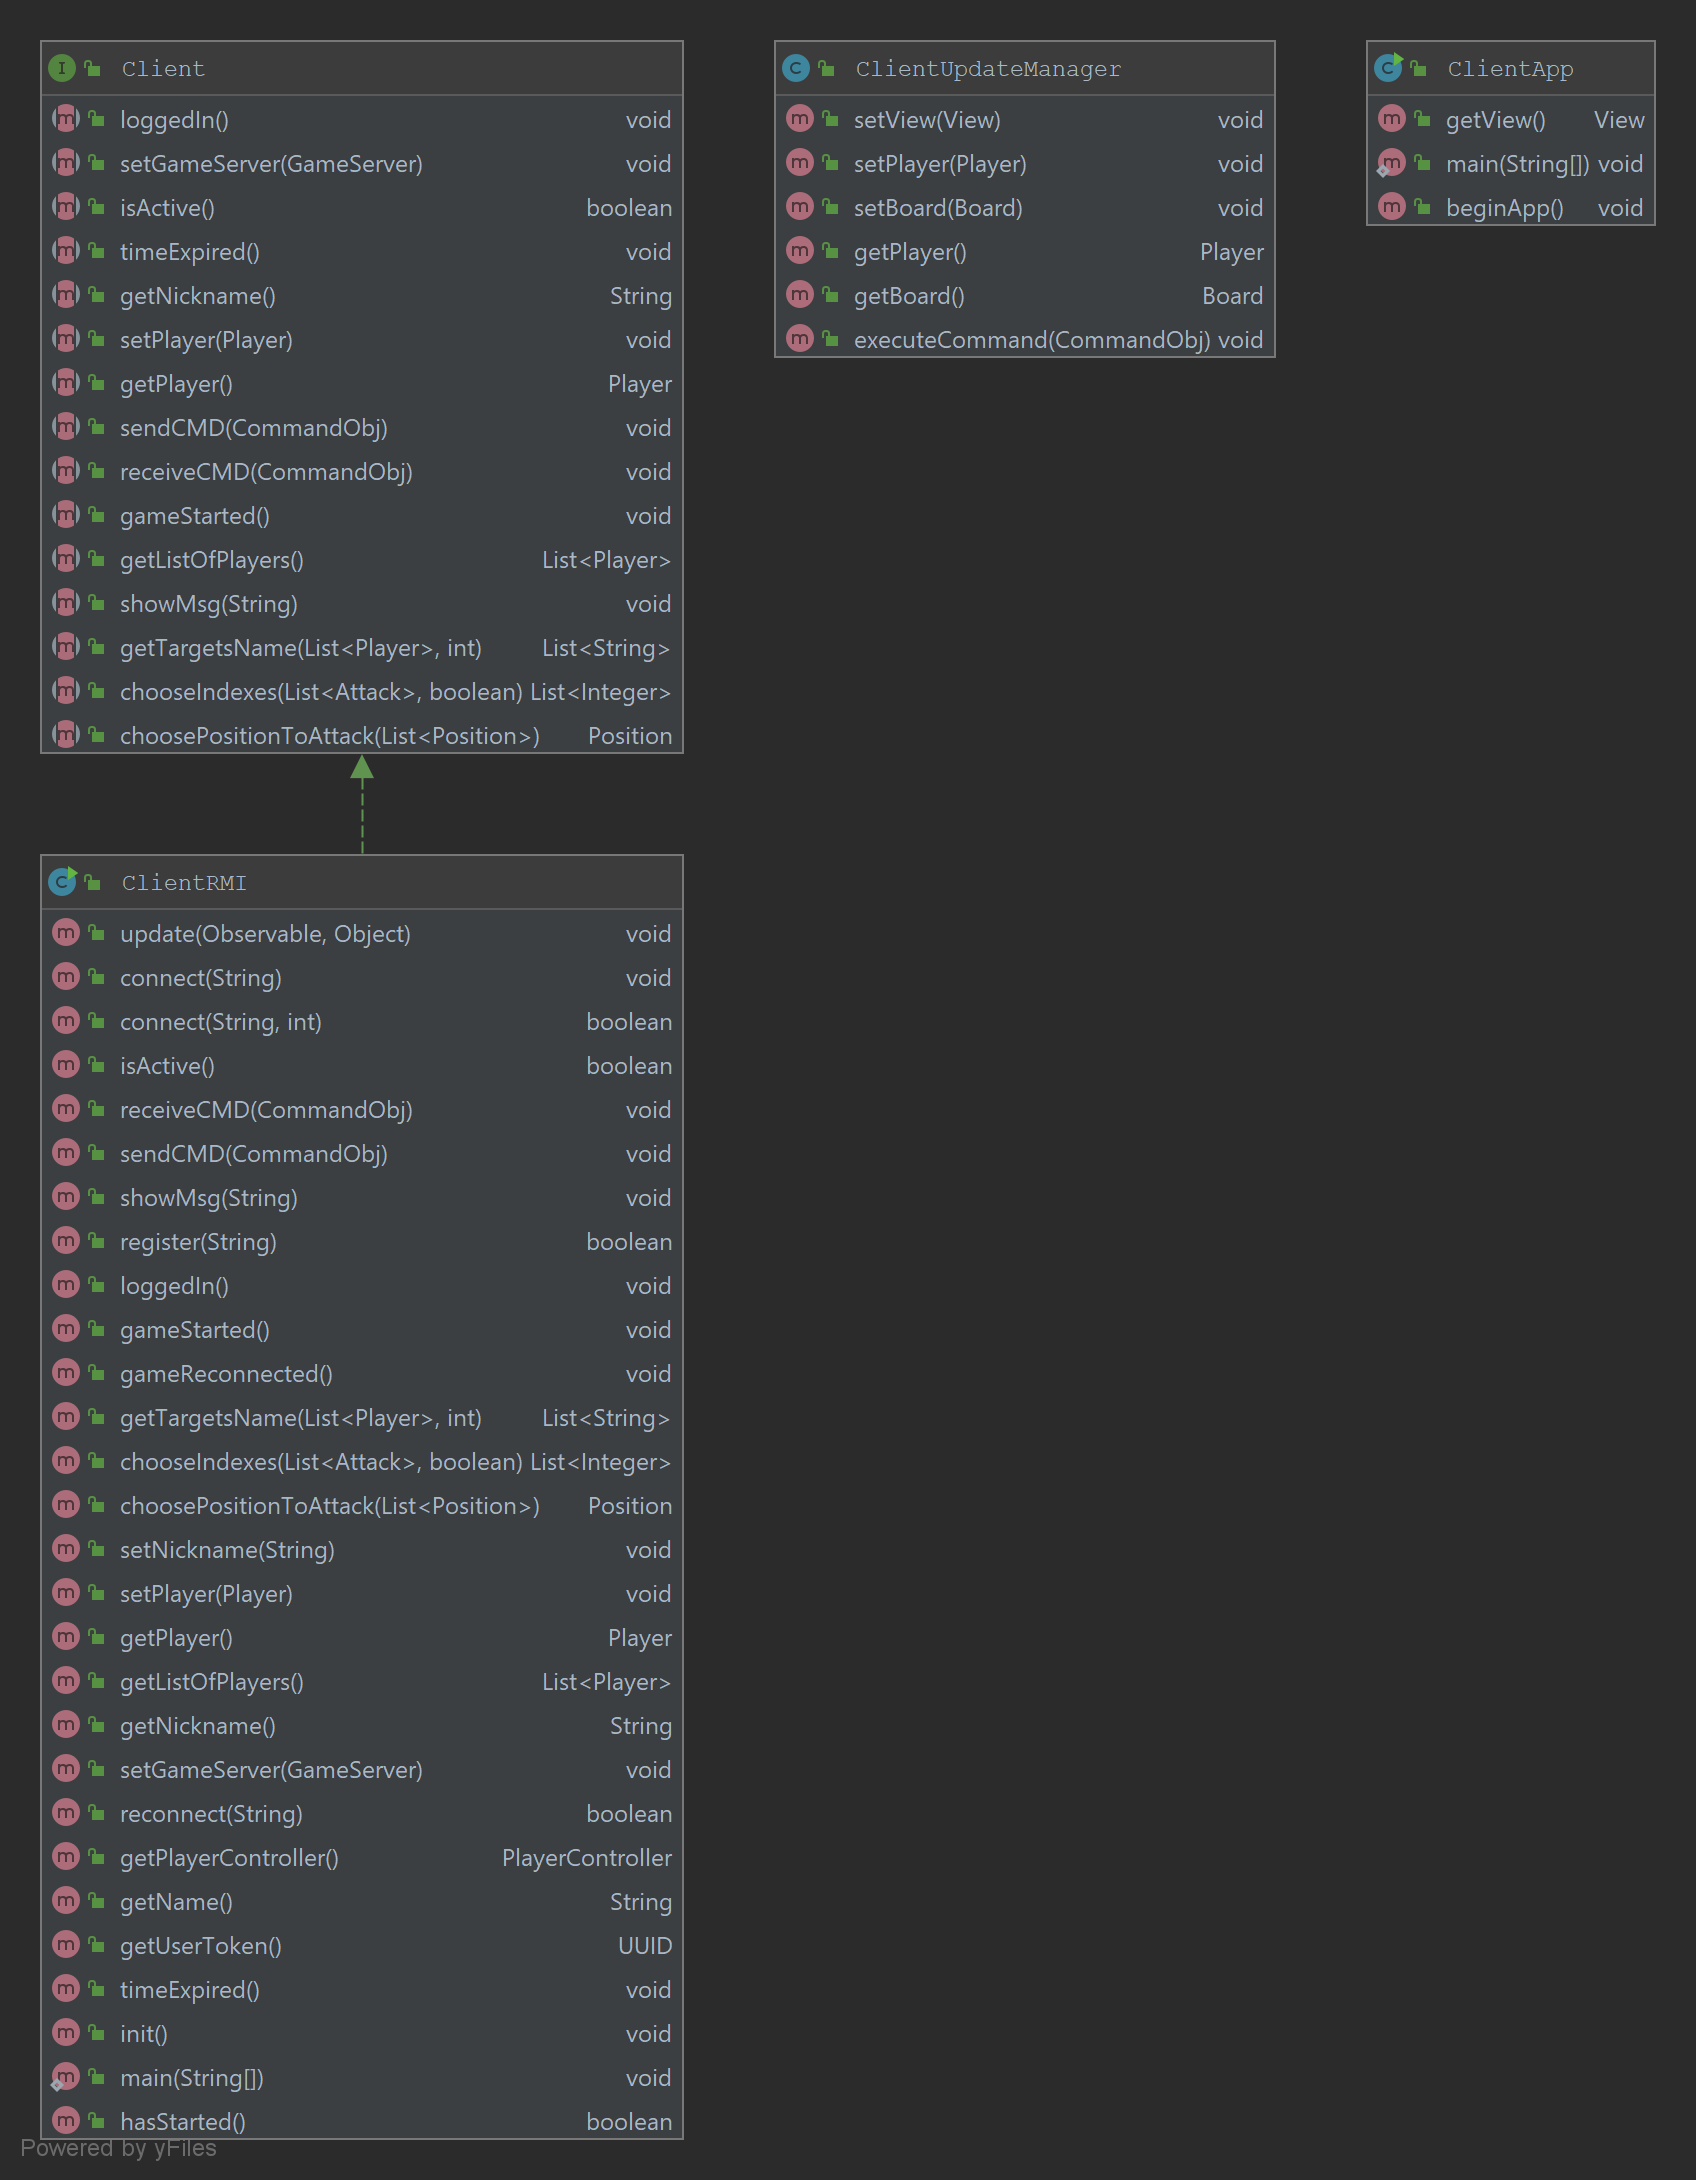 Client
loggedIn() void
setGameServer(GameServer) void
isActive() boolean
timeExpired() void
getNickname() String
setPlayer(Player) void
getPlayer() Player
sendCMD(CommandObj) void
receiveCMD(CommandObj) void
gameStarted() void
getListOfPlayers() List<Player>
showMsg(String) void
getTargetsName(List<Player>, int) List<String>
chooseIndexes(List<Attack>, boolean) List<Integer>
choosePositionToAttack(List<Position>) Position
ClientUpdateManager
setView(View) void
setPlayer(Player) void
setBoard(Board) void
getPlayer() Player
getBoard() Board
executeCommand(CommandObj) void
ClientApp
getView() View
main(String[]) void
beginApp() void
ClientRMI
update(Observable, Object) void
connect(String) void
connect(String, int) boolean
isActive() boolean
receiveCMD(CommandObj) void
sendCMD(CommandObj) void
showMsg(String) void
register(String) boolean
loggedIn() void
gameStarted() void
gameReconnected() void
getTargetsName(List<Player>, int) List<String>
chooseIndexes(List<Attack>, boolean) List<Integer>
choosePositionToAttack(List<Position>) Position
setNickname(String) void
setPlayer(Player) void
getPlayer() Player
getListOfPlayers() List<Player>
getNickname() String
setGameServer(GameServer) void
reconnect(String) boolean
getPlayerController() PlayerController
getName() String
getUserToken() UUID
timeExpired() void
init() void
main(String[]) void
hasStarted() boolean
Powered by yFiles